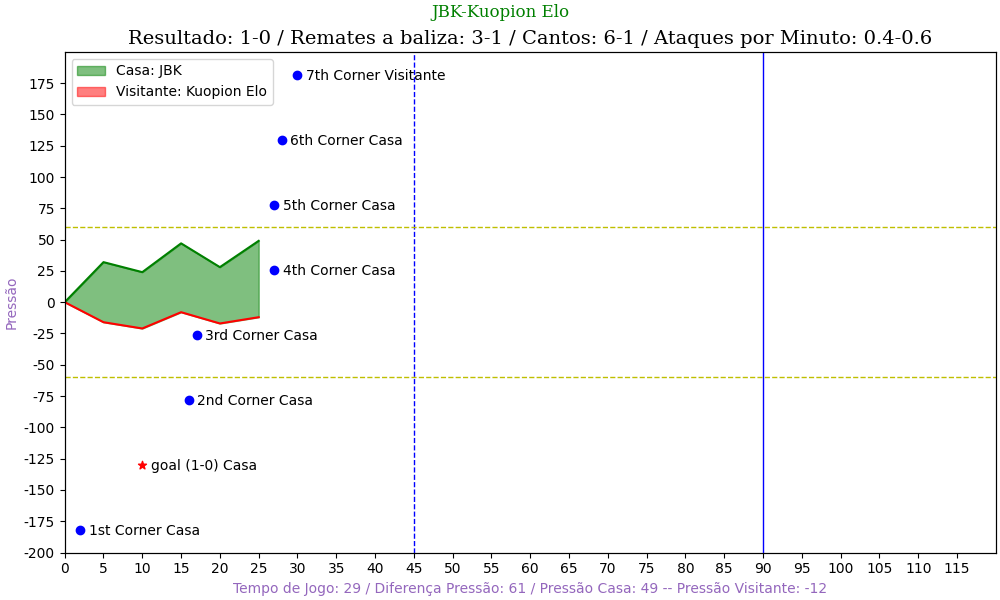 JBK-Kuopion Elo
Resultado: 1-0 / Remates a baliza: 3-1 / Cantos: 6-1 / Ataques por Minuto: 0.4-0.6
Casa: JBK
Visitante: Kuopion Elo
7th Corner Visitante
6th Corner Casa
5th Corner Casa
4th Corner Casa
3rd Corner Casa
2nd Corner Casa
goal (1-0) Casa
1st Corner Casa
Pressão
175
150
125
100
75
50
25
0
-25
-50
-75
-100
-125
-150
-175
-200
0 5 10 15 20 25 30 35 40 45 50 55 60 65 70 75 80 85 90 95 100 105 110 115
Tempo de Jogo: 29 / Diferença Pressão: 61 / Pressão Casa: 49 -- Pressão Visitante: -12